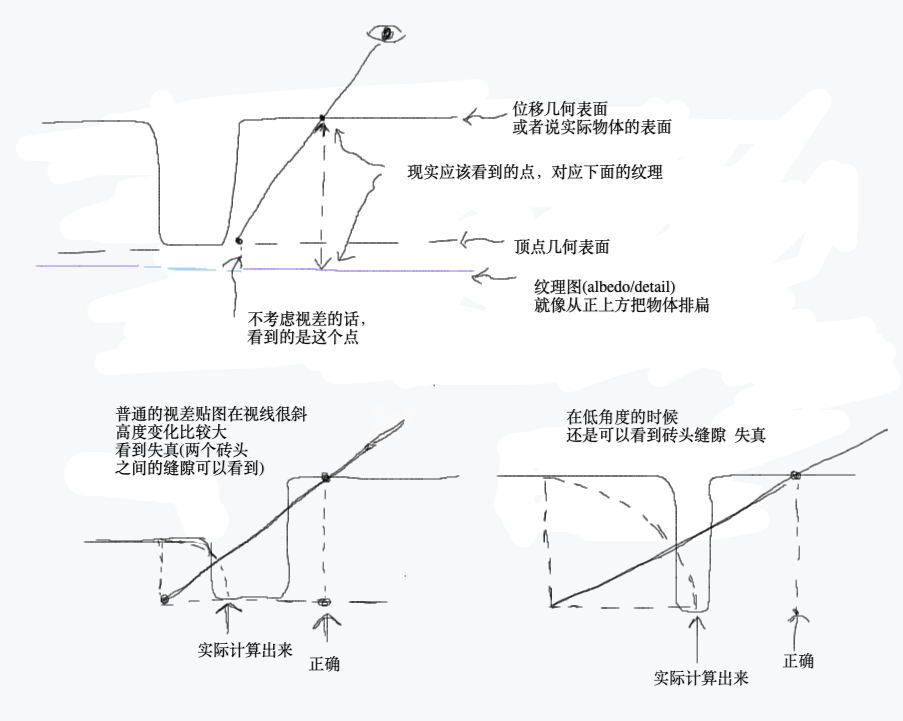 位移几何表面
或者说实际物体的表面
现实应该看到的点，对应下面的纹理
顶点几何表面
纹理图(albedo/detail)
就像从正上方把物体排扁
不考虑视差的话，
看到的是这个点
普通的视差贴图在视线很斜
高度变化比较大
看到失真(两个砖头
之间的缝隙可以看到)
实际计算出来
正确
在低角度的时候
还是可以看到砖头缝隙 失真
实际计算出来
正确